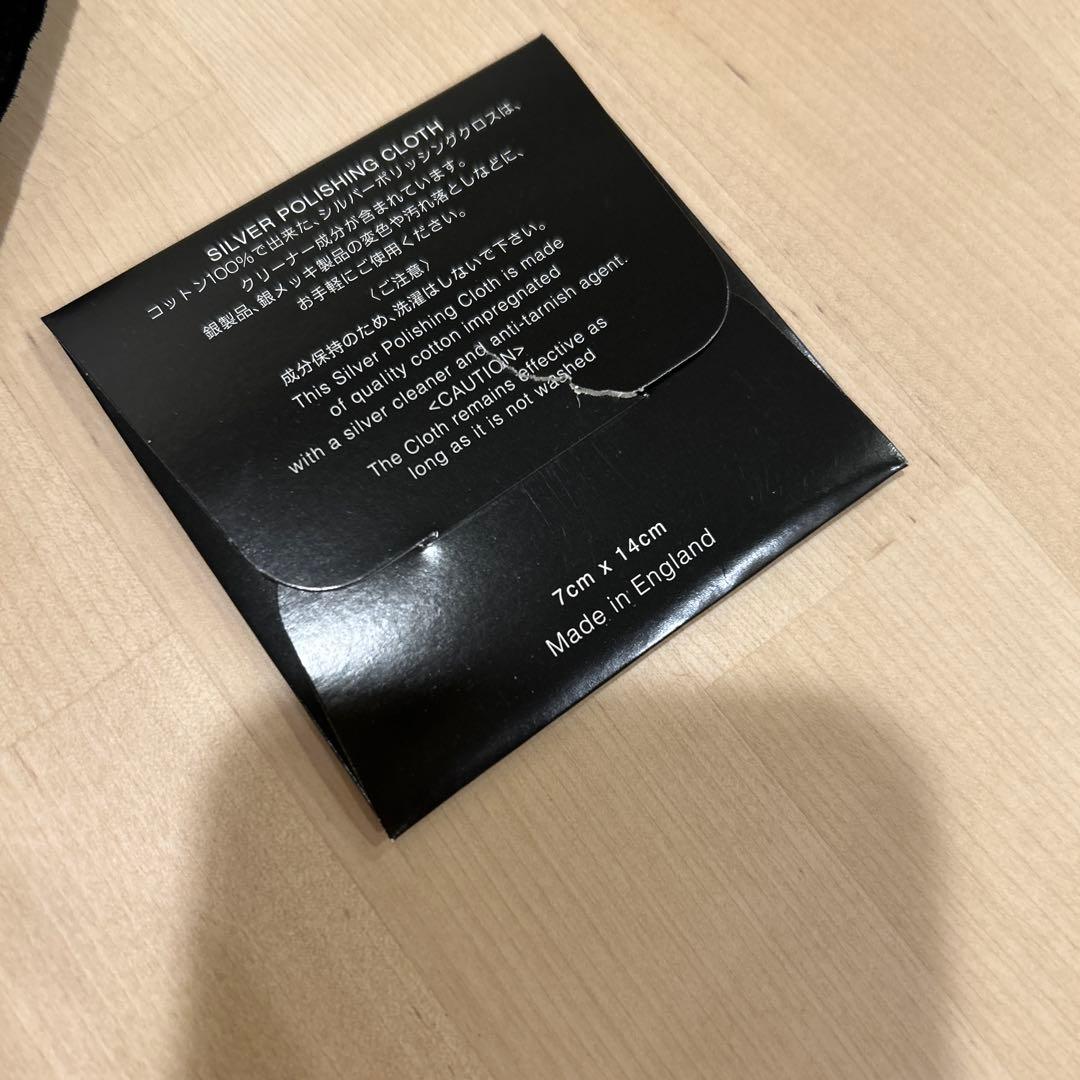 SILVER POLISHING CLOTH
コットン100%で出来た、シルバーポリッシングクロスは、
クリーナー成分が含まれています。
銀製品、銀メッキ製品の変色や汚れ落としなどに、
お手軽にご使用ください。
〈ご注意〉
成分保持のため、洗濯はしないで下さい。
This Silver Polishing Cloth is made
of quality cotton impregnated
with a silver cleaner and anti-tarnish agent.
<CAUTION>
The Cloth remains effective as
long as it is not washed
7cm x 14cm
Made in England